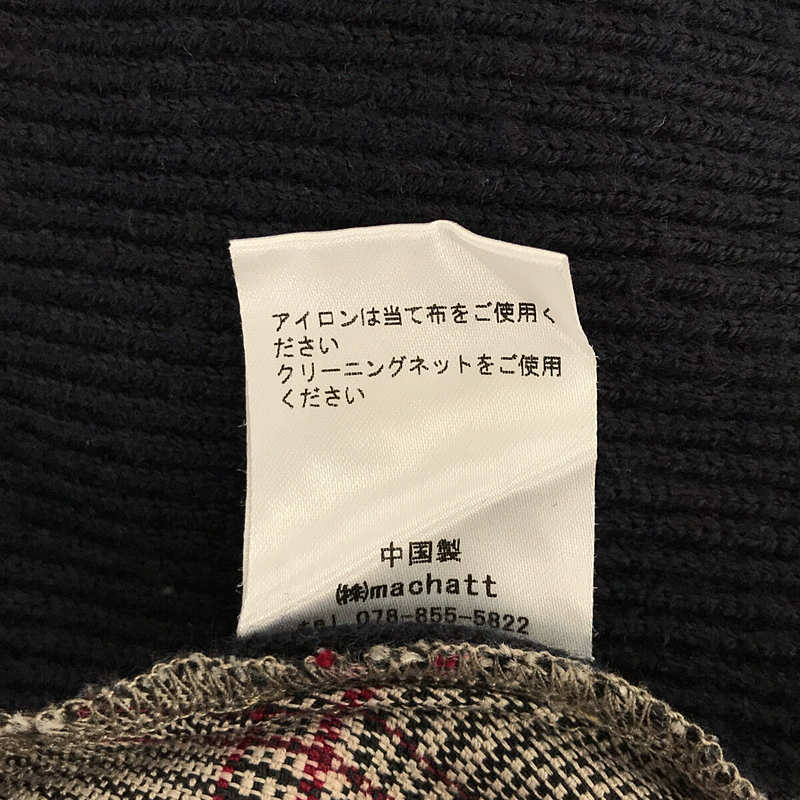 アイロンは当て布をご使用く
ださい
クリーニングネットをご使用
ください
中国製
㈱machatt
tel 078-855-5822